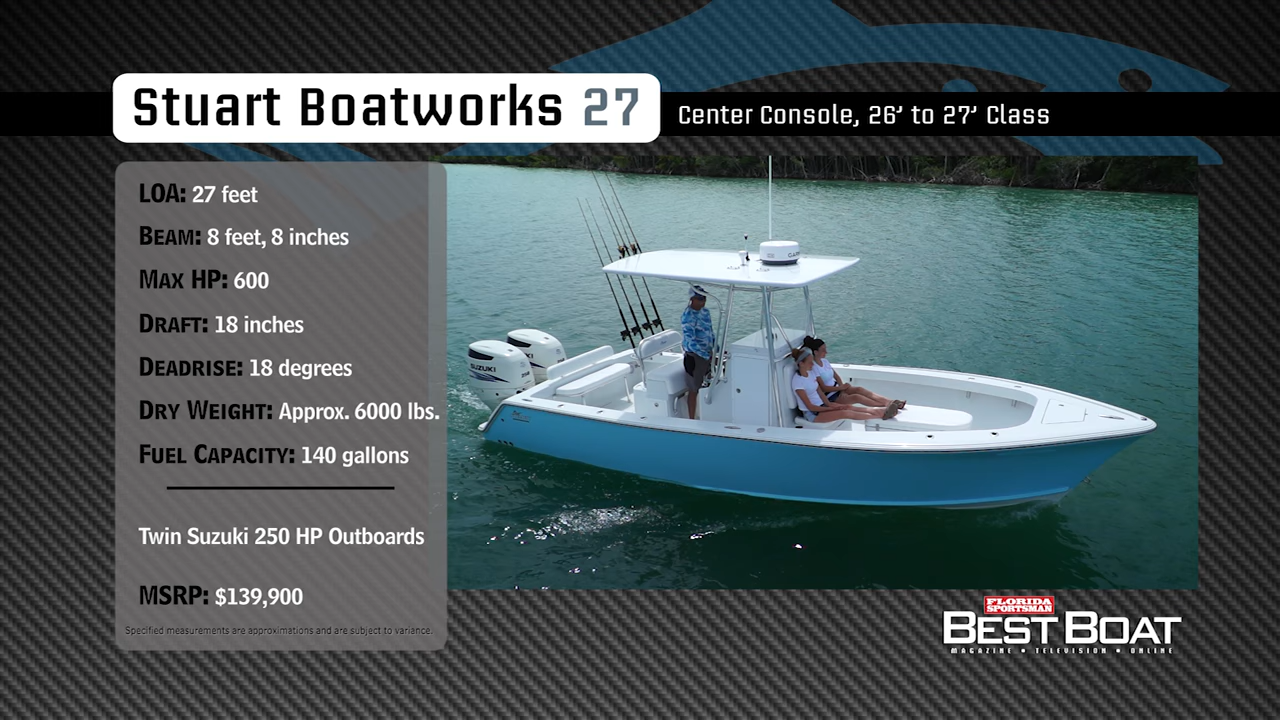 Stuart Boatworks 27
Center Console, 26' to 27' Class
LOA: 27 feet
BEAM: 8 feet, 8 inches
MAX HP: 600
DRAFT: 18 inches
DEADRISE: 18 degrees
DRY WEIGHT: Approx. 6000 lbs.
FUEL CAPACITY: 140 gallons
Twin Suzuki 250 HP Outboards
MSRP: $139,900
Specified measurements are approximations and are subject to variance.
SUZUKI
FLORIDA
SPORTSMAN
BEST BOAT
MAGAZINE • TELEVISION • ONLINE